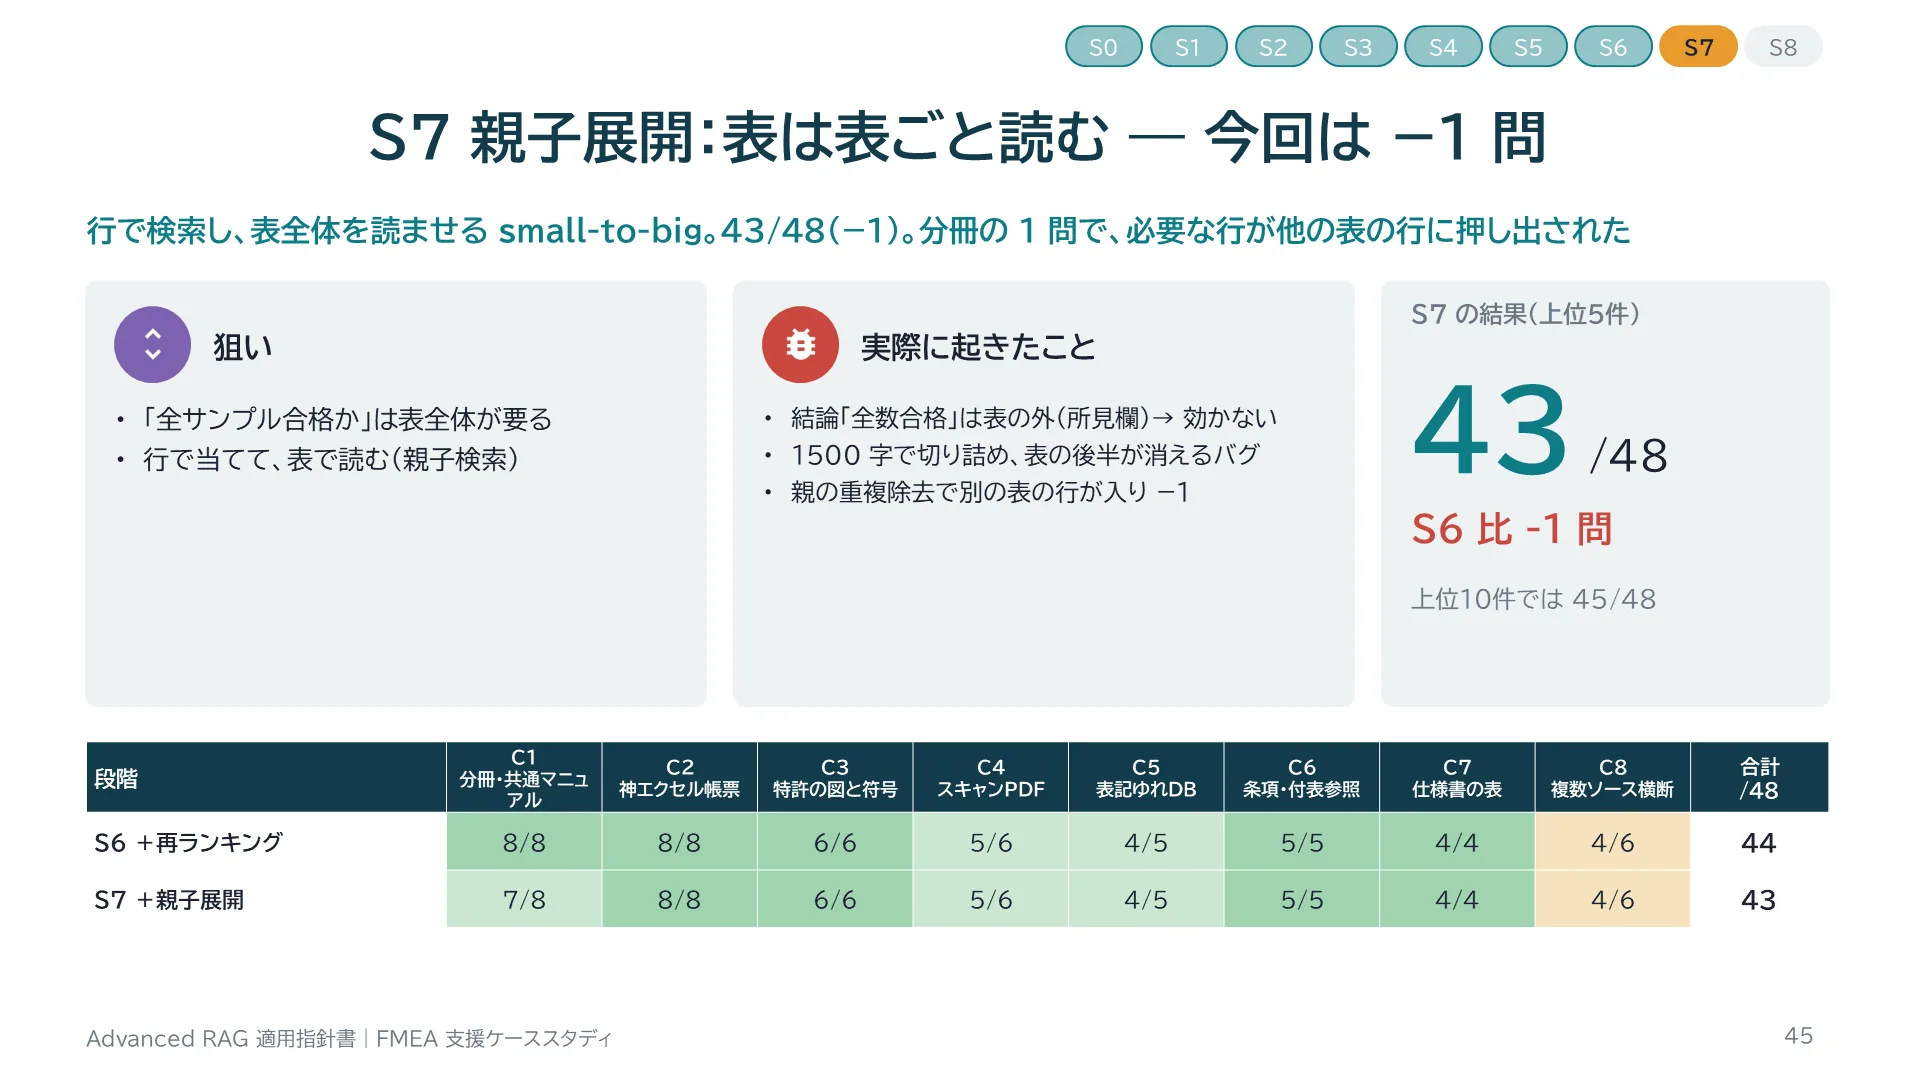 S0 S1 S2 S3 S4 S5 S6 S7 S8
S7 親子展開：表は表ごと読む — 今回は −1 問
行で検索し、表全体を読ませる small-to-big。43/48（−1）。分冊の 1 問で、必要な行が他の表の行に押し出された
狙い
• 「全サンプル合格か」は表全体が要る
• 行で当てて、表で読む（親子検索）
実際に起きたこと
• 結論「全数合格」は表の外（所見欄）→ 効かない
• 1500 字で切り詰め、表の後半が消えるバグ
• 親の重複除去で別の表の行が入り −1
S7 の結果（上位5件）
43 /48
S6 比 -1 問
上位10件では 45/48
段階 C1 分冊・共通マニュアル C2 神エクセル帳票 C3 特許の図と符号 C4 スキャンPDF C5 表記ゆれDB C6 条項・付表参照 C7 仕様書の表 C8 複数ソース横断 合計 /48
S6 ＋再ランキング 8/8 8/8 6/6 5/6 4/5 5/5 4/4 4/6 44
S7 ＋親子展開 7/8 8/8 6/6 5/6 4/5 5/5 4/4 4/6 43
Advanced RAG 適用指針書｜FMEA 支援ケーススタディ
45